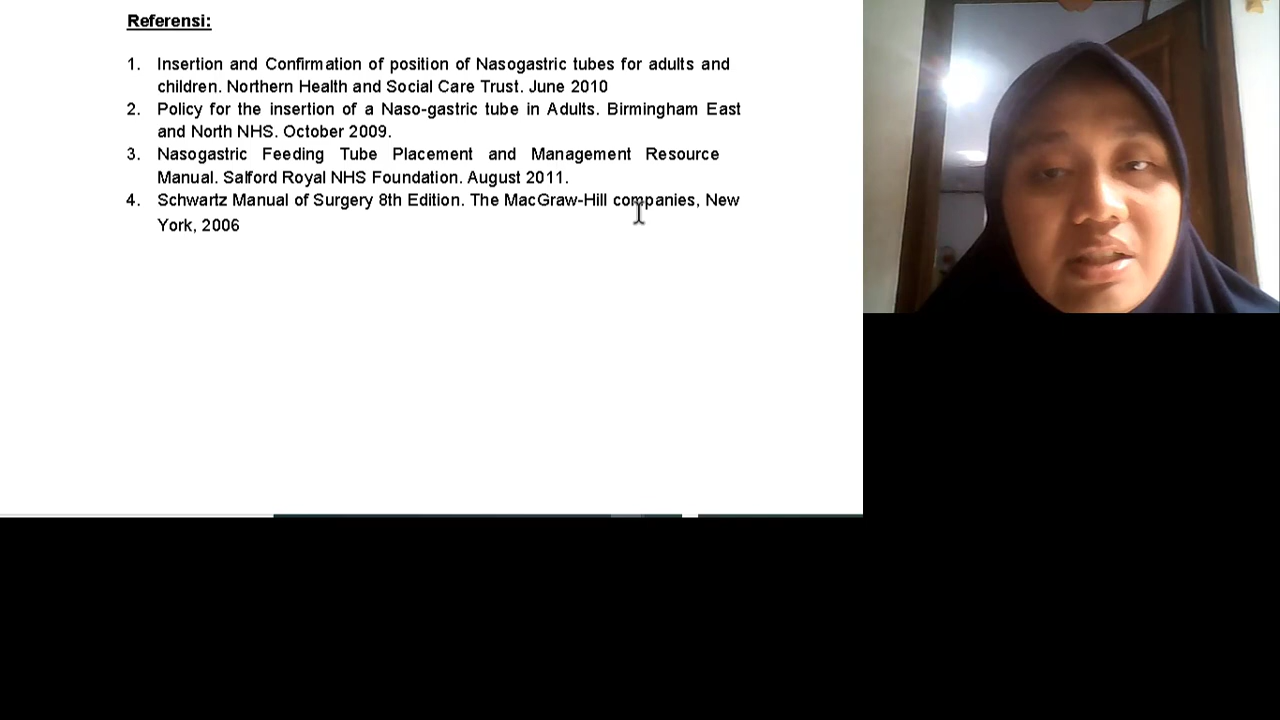 Referensi:
1. Insertion and Confirmation of position of Nasogastric tubes for adults and
children. Northern Health and Social Care Trust. June 2010
2. Policy for the insertion of a Naso-gastric tube in Adults. Birmingham East
and North NHS. October 2009.
3. Nasogastric Feeding Tube Placement and Management Resource
Manual. Salford Royal NHS Foundation. August 2011.
4. Schwartz Manual of Surgery 8th Edition. The MacGraw-Hill companies, New
York, 2006